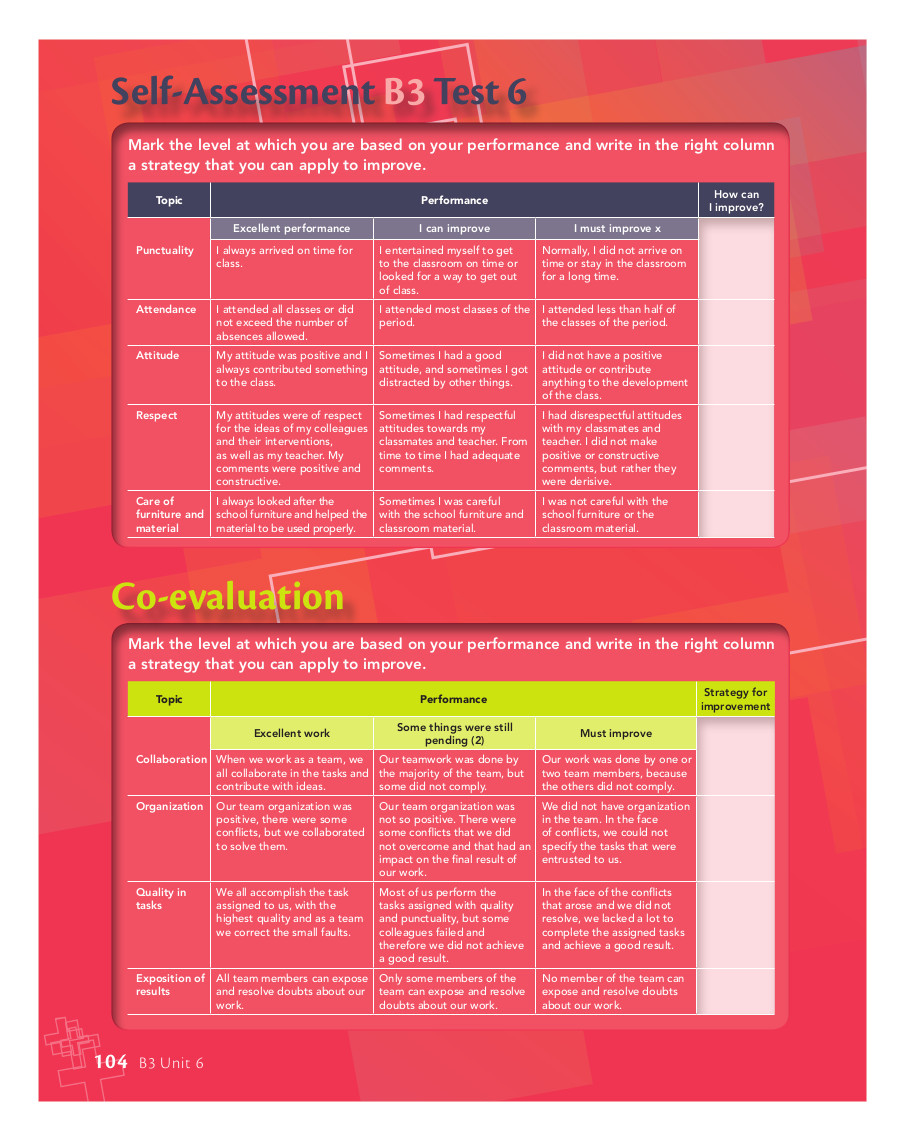 Self-Assessment B3 Test 6
Mark the level at which you are based on your performance and write in the right column
a strategy that you can apply to improve.
Topic
Performance
How can
I improve?
Excellent performance
I can improve
I must improve x
Punctuality
I always arrived on time for
class.
I entertained myself to get
to the classroom on time or
looked for a way to get out
of class.
Normally, I did not arrive on
time or stay in the classroom
for a long time.
Attendance
I attended all classes or did
not exceed the number of
absences allowed.
I attended most classes of the
period.
I attended less than half of
the classes of the period.
Attitude
My attitude was positive and I
always contributed something
to the class.
Sometimes I had a good
attitude, and sometimes I got
distracted by other things.
I did not have a positive
attitude or contribute
anything to the development
of the class.
Respect
My attitudes were of respect
for the ideas of my colleagues
and their interventions,
as well as my teacher. My
comments were positive and
constructive.
Sometimes I had respectful
attitudes towards my
classmates and teacher. From
time to time I had adequate
comments.
I had disrespectful attitudes
with my classmates and
teacher. I did not make
positive or constructive
comments, but rather they
were derisive.
Care of
furniture and
material
I always looked after the
school furniture and helped the
material to be used properly.
Sometimes I was careful
with the school furniture and
classroom material.
I was not careful with the
school furniture or the
classroom material.
Co-evaluation
Mark the level at which you are based on your performance and write in the right column
a strategy that you can apply to improve.
Topic
Performance
Strategy for
improvement
Excellent work
Some things were still
pending (2)
Must improve
Collaboration
When we work as a team, we
all collaborate in the tasks and
contribute with ideas.
Our teamwork was done by
the majority of the team, but
some did not comply.
Our work was done by one or
two team members, because
the others did not comply.
Organization
Our team organization was
positive, there were some
conflicts, but we collaborated
to solve them.
Our team organization was
not so positive. There were
some conflicts that we did
not overcome and that had an
impact on the final result of
our work.
We did not have organization
in the team. In the face
of conflicts, we could not
specify the tasks that were
entrusted to us.
Quality in
tasks
We all accomplish the task
assigned to us, with the
highest quality and as a team
we correct the small faults.
Most of us perform the
tasks assigned with quality
and punctuality, but some
colleagues failed and
therefore we did not achieve
a good result.
In the face of the conflicts
that arose and we did not
resolve, we lacked a lot to
complete the assigned tasks
and achieve a good result.
Exposition of
results
All team members can expose
and resolve doubts about our
work.
Only some members of the
team can expose and resolve
doubts about our work.
No member of the team can
expose and resolve doubts
about our work.
104 B3 Unit 6